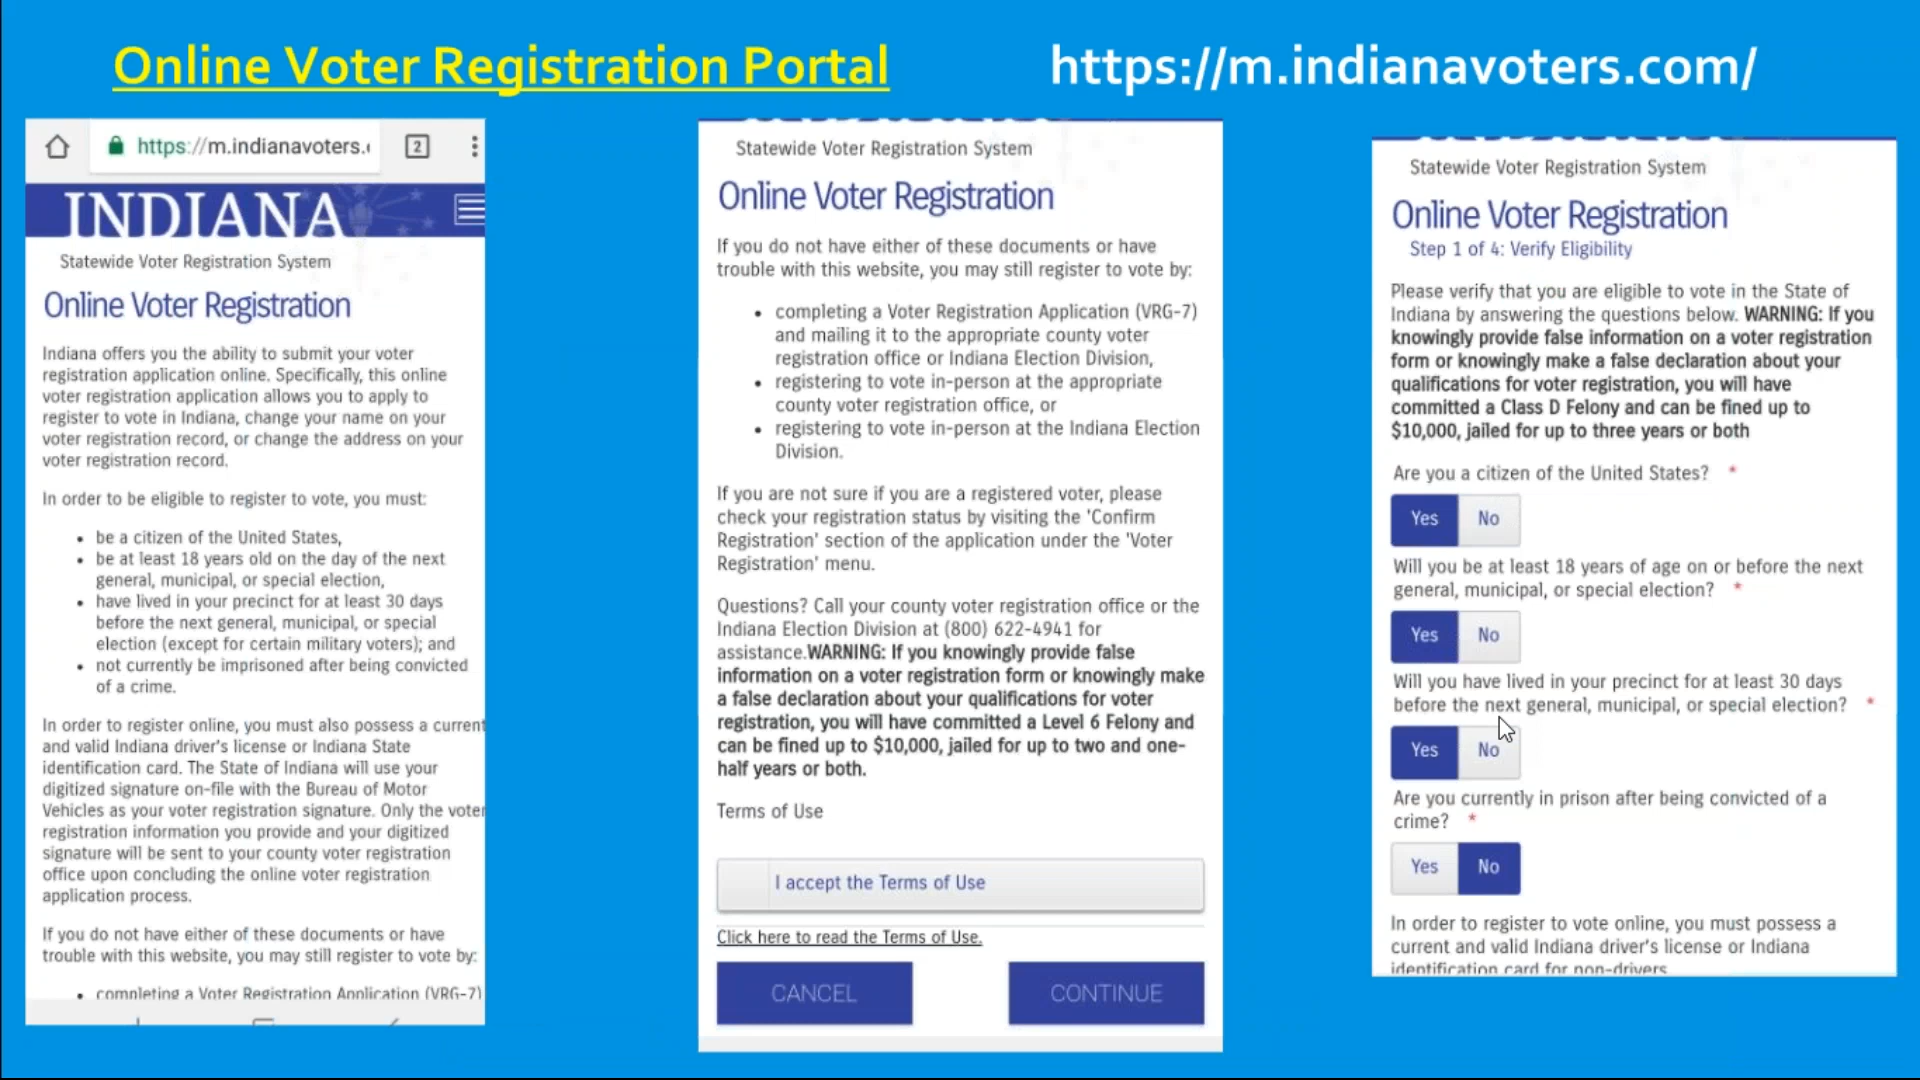 Online Voter Registration Portal
https://m.indianavoters.com/
https://m.indianavoters.
2
INDIANA
Statewide Voter Registration System
Online Voter Registration
Indiana offers you the ability to submit your voter
registration application online. Specifically, this online
voter registration application allows you to apply to
register to vote in Indiana, change your name on your
voter registration record, or change the address on your
voter registration record.
In order to be eligible to register to vote, you must:
• be a citizen of the United States,
• be at least 18 years old on the day of the next
general, municipal, or special election,
• have lived in your precinct for at least 30 days
before the next general, municipal, or special
election (except for certain military voters); and
• not currently be imprisoned after being convicted
of a crime.
In order to register online, you must also possess a current
and valid Indiana driver's license or Indiana State
identification card. The State of Indiana will use your
digitized signature on-file with the Bureau of Motor
Vehicles as your voter registration signature. Only the voter
registration information you provide and your digitized
signature will be sent to your county voter registration
office upon concluding the online voter registration
application process.
If you do not have either of these documents or have
trouble with this website, you may still register to vote by:
• completing a Voter Registration Application (VRG-7)
Statewide Voter Registration System
Online Voter Registration
If you do not have either of these documents or have
trouble with this website, you may still register to vote by:
• completing a Voter Registration Application (VRG-7)
and mailing it to the appropriate county voter
registration office or Indiana Election Division,
• registering to vote in-person at the appropriate
county voter registration office, or
• registering to vote in-person at the Indiana Election
Division.
If you are not sure if you are a registered voter, please
check your registration status by visiting the 'Confirm
Registration' section of the application under the 'Voter
Registration' menu.
Questions? Call your county voter registration office or the
Indiana Election Division at (800) 622-4941 for
assistance.WARNING: If you knowingly provide false
information on a voter registration form or knowingly make
a false declaration about your qualifications for voter
registration, you will have committed a Level 6 Felony and
can be fined up to $10,000, jailed for up to two and one-
half years or both.
Terms of Use
I accept the Terms of Use
Click here to read the Terms of Use.
CANCEL
CONTINUE
Statewide Voter Registration System
Online Voter Registration
Step 1 of 4: Verify Eligibility
Please verify that you are eligible to vote in the State of
Indiana by answering the questions below. WARNING: If you
knowingly provide false information on a voter registration
form or knowingly make a false declaration about your
qualifications for voter registration, you will have
committed a Class D Felony and can be fined up to
$10,000, jailed for up to three years or both
Are you a citizen of the United States? *
Yes No
Will you be at least 18 years of age on or before the next
general, municipal, or special election? *
Yes No
Will you have lived in your precinct for at least 30 days
before the next general, municipal, or special election? *
Yes No
Are you currently in prison after being convicted of a
crime? *
Yes No
In order to register to vote online, you must possess a
current and valid Indiana driver's license or Indiana
identification card for non-drivers